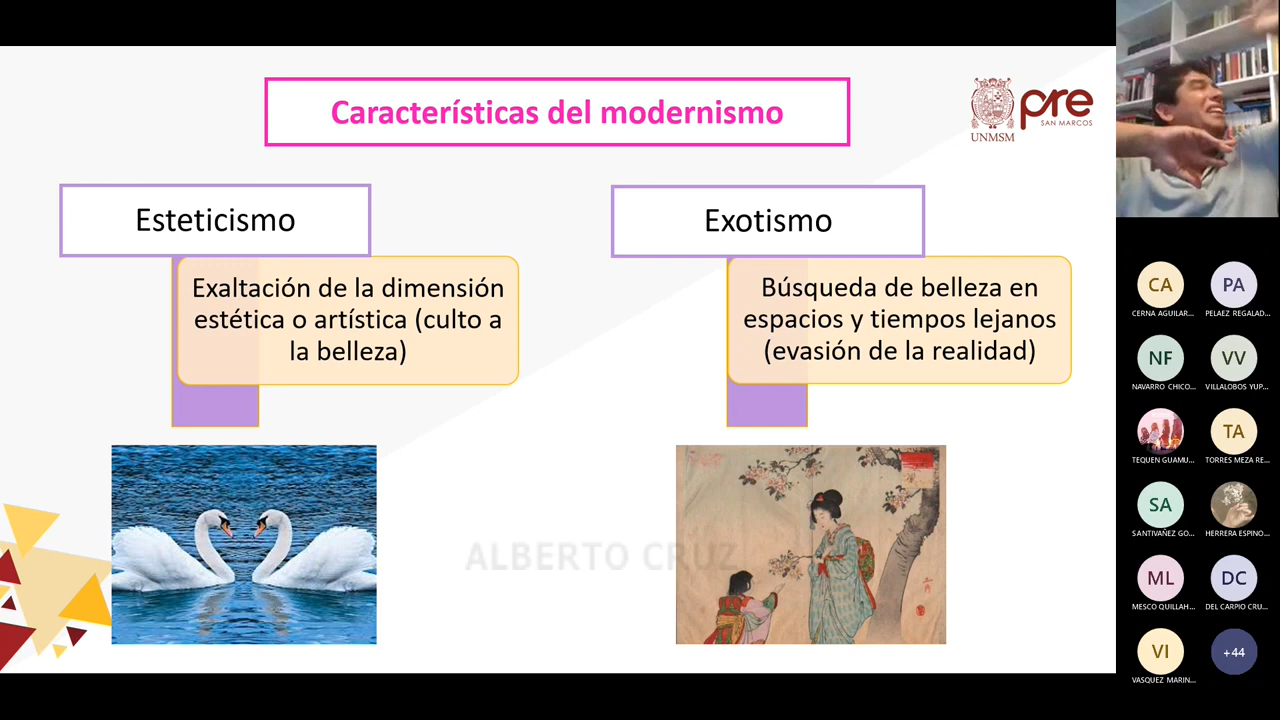 Características del modernismo
UNMSM
pre
SAN MARCOS
Esteticismo
Exaltación de la dimensión
estética o artística (culto a
la belleza)
Exotismo
Búsqueda de belleza en
espacios y tiempos lejanos
(evasión de la realidad)
ALBERTO CRUZ
CA
CERNA AGUILAR...
PA
PELAEZ REGALAD...
NF
NAVARRO CHICO...
VV
VILLALOBOS YUP...
TEQUEN GUAMU...
TA
TORRES MEZA RE...
SA
SANTIVAÑEZ GO...
HERRERA ESPINO...
ML
MESCO QUILLAH...
DC
DEL CARPIO CRU...
VI
VASQUEZ MARIN...
+44